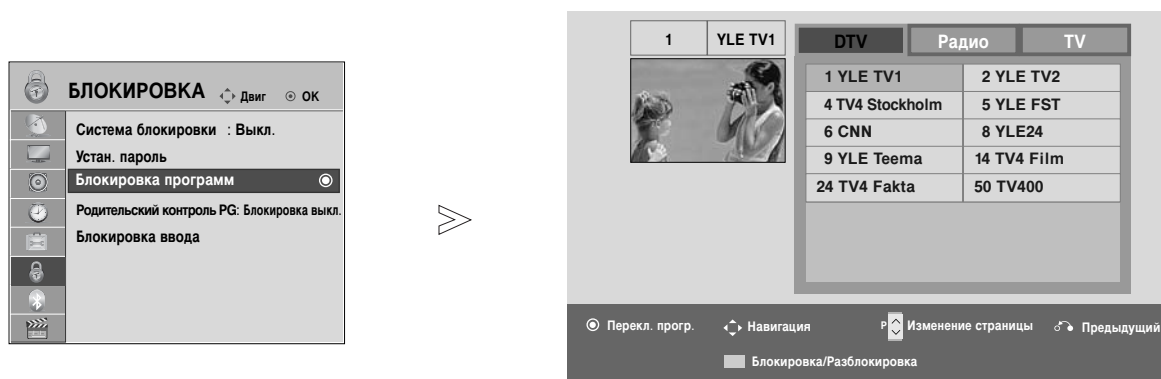 БЛОКИРОВКА Двиг OK
Система блокировки : Выкл.
Устан. пароль
Блокировка программ
Родительский контроль PG: Блокировка выкл.
Блокировка ввода
1 YLE TV1
DTV Радио TV
1 YLE TV1 2 YLE TV2
4 TV4 Stockholm 5 YLE FST
6 CNN 8 YLE24
9 YLE Teema 14 TV4 Film
24 TV4 Fakta 50 TV400
Перекл. прогр. Навигация P Изменение страницы Предыдущий
Блокировка/Разблокировка